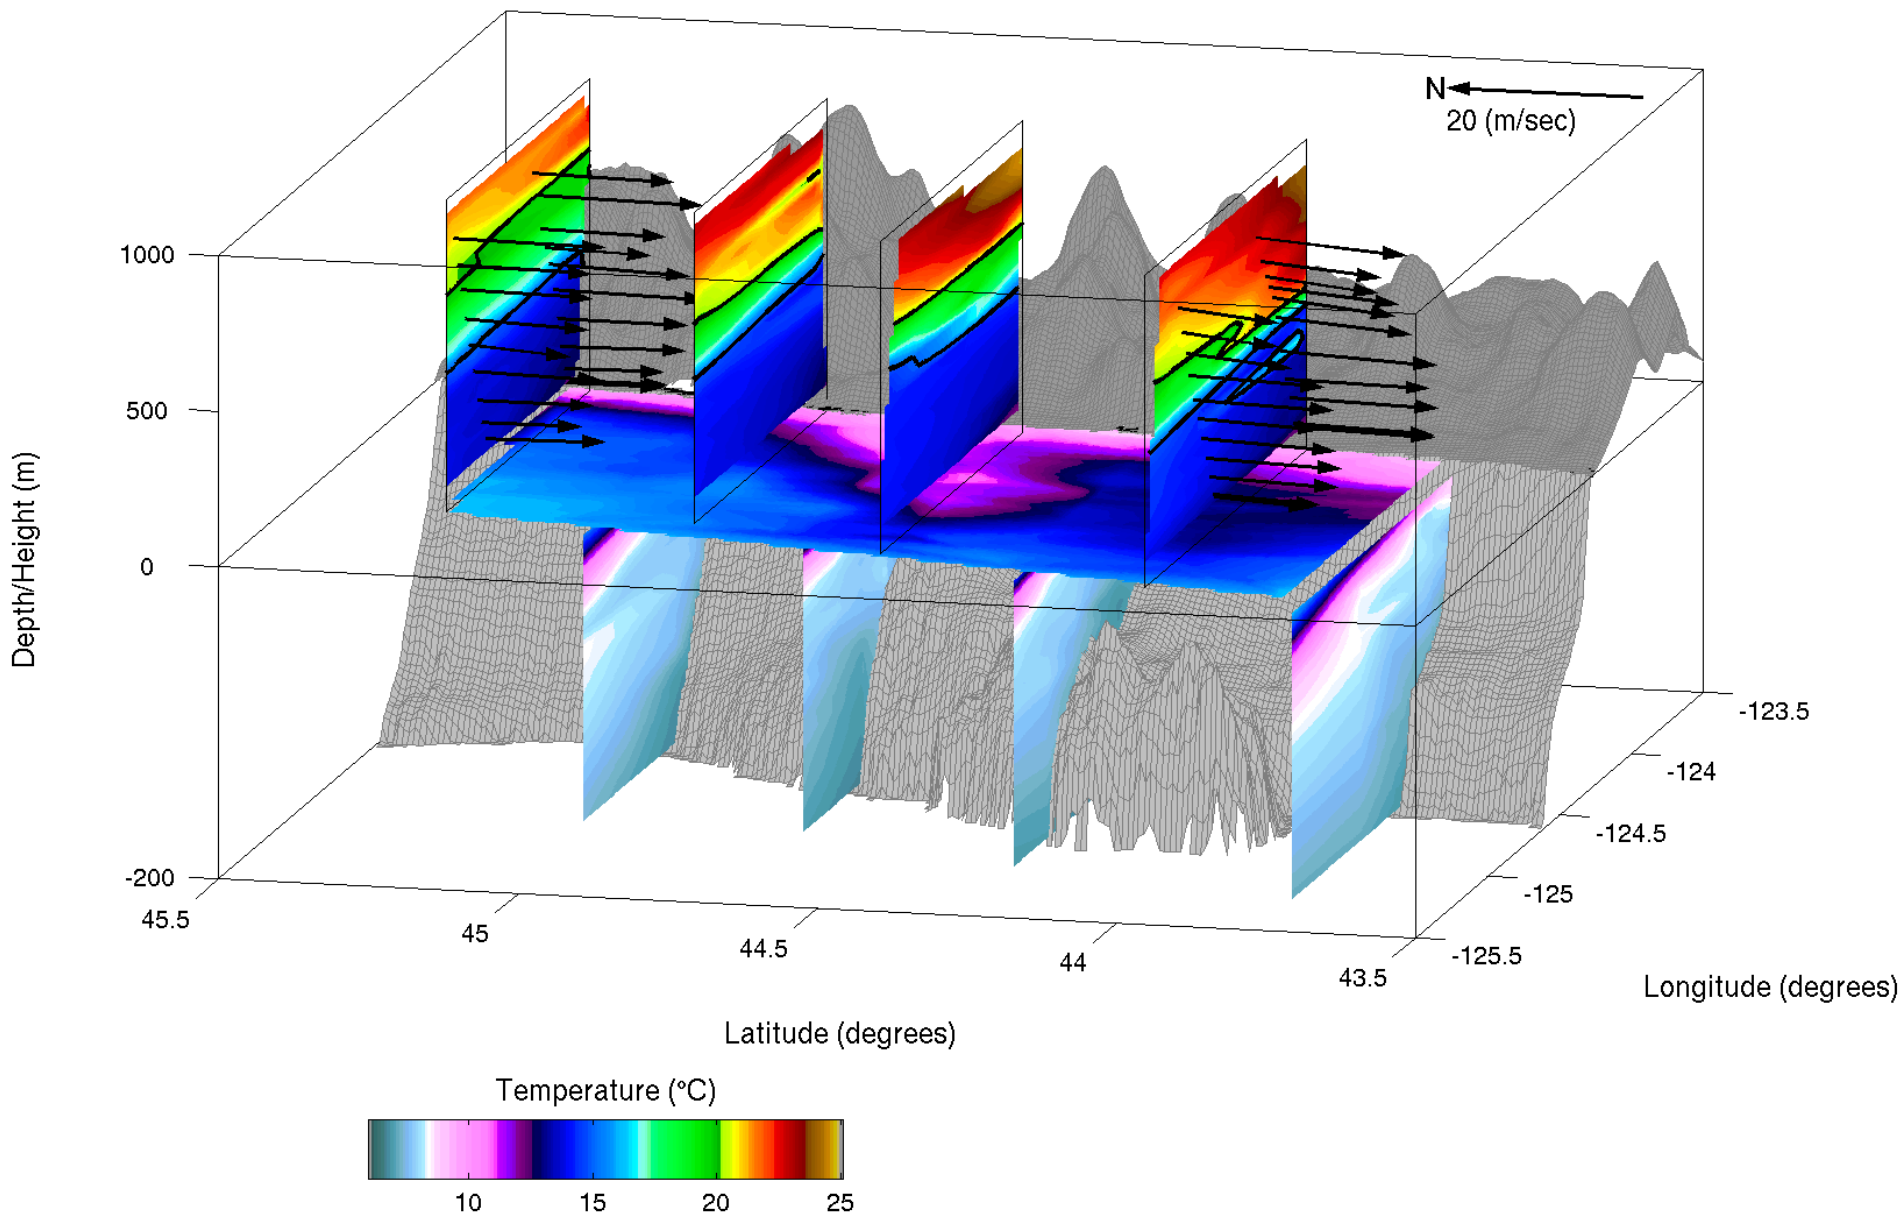 N
20 (m/sec)
1000
500
0
-200
Depth/Height (m)
45.5
45
44.5
44
43.5
Latitude (degrees)
-123.5
-124
-124.5
-125
-125.5
Longitude (degrees)
Temperature (°C)
10 15 20 25